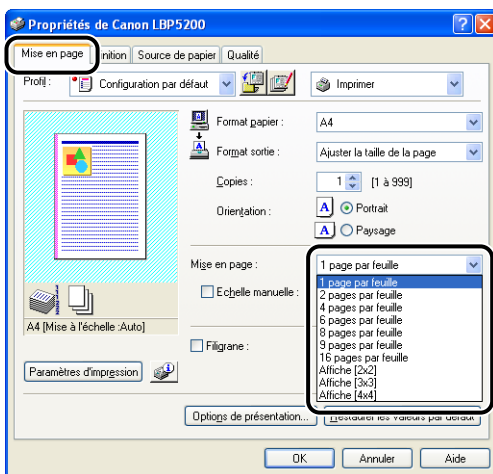 Propriétés de Canon LBP5200
Mise en page inition Source de papier Qualité
Profil : Configuration par défaut Imprimer
Format papier : A4
Format sortie : Ajuster la taille de la page
Copies : 1 [1 à 999]
Orientation : A Portrait
A Paysage
Mise en page : 1 page par feuille
Echelle manuelle :
1 page par feuille
2 pages par feuille
4 pages par feuille
6 pages par feuille
8 pages par feuille
9 pages par feuille
16 pages par feuille
Affiche [2x2]
Affiche [3x3]
Affiche [4x4]
A4 [Mise à l'échelle :Auto]
Filigrane :
Paramètres d'impression
Options de présentation... Restaurer les valeurs par défaut
OK Annuler Aide